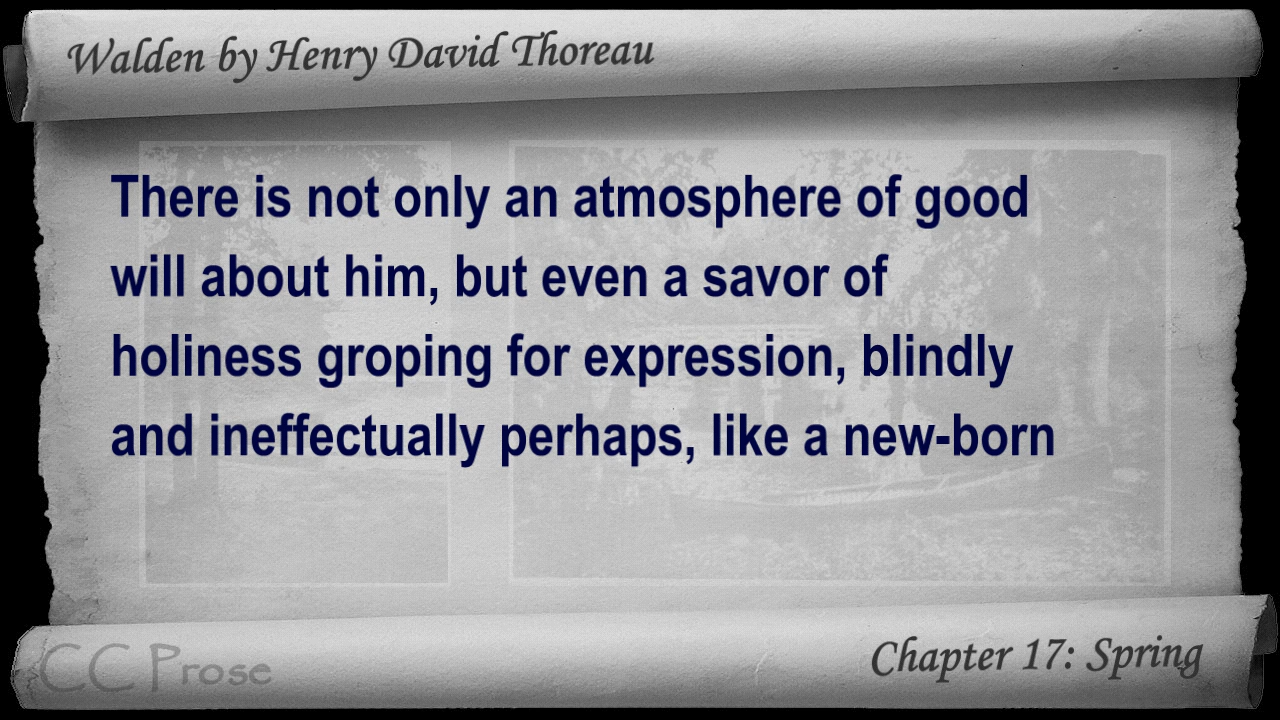 Walden by Henry David Thoreau
There is not only an atmosphere of good
will about him, but even a savor of
holiness groping for expression, blindly
and ineffectually perhaps, like a new-born
CC Prose
Chapter 17: Spring